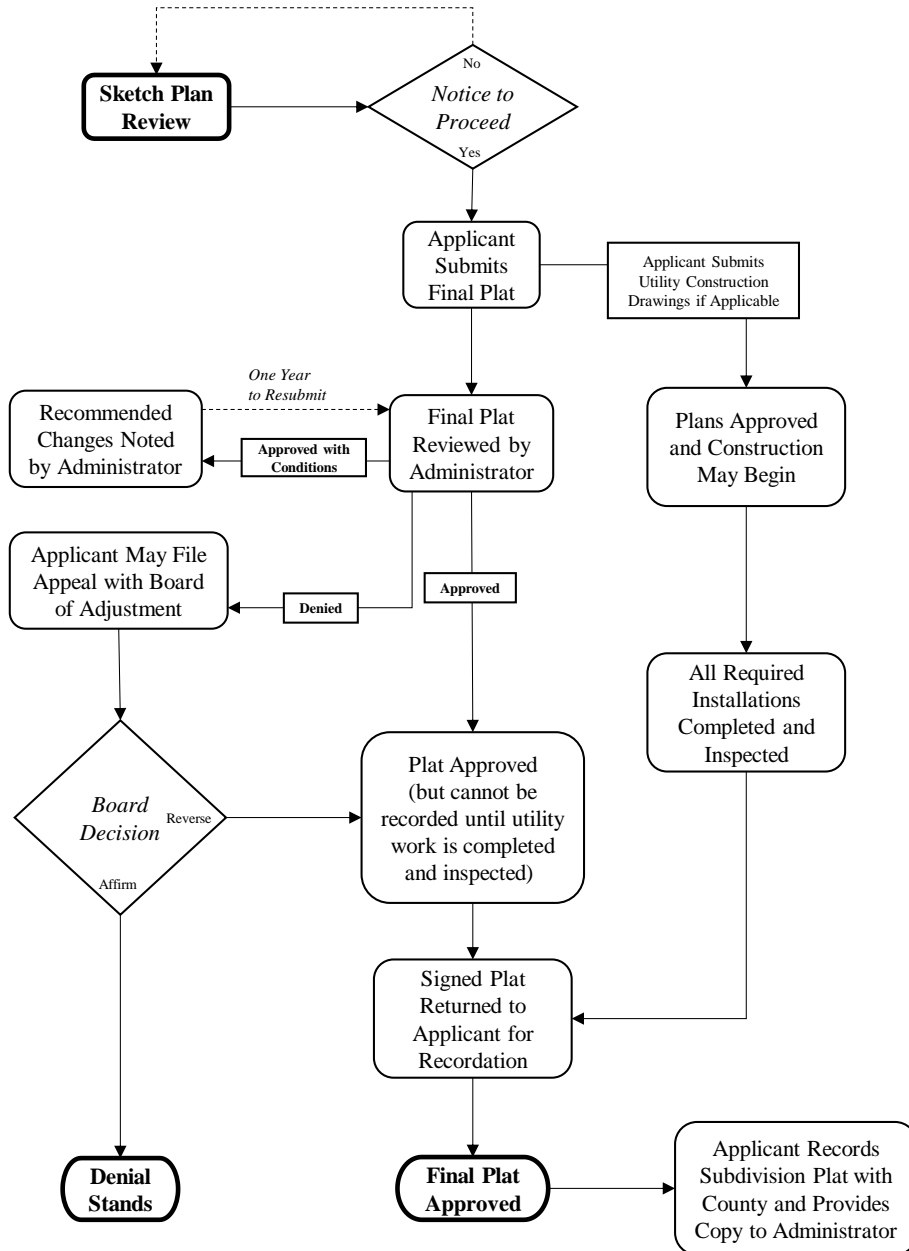 No
Sketch Plan
Review
Notice to
Proceed
Yes
Applicant
Submits
Final Plat
Applicant Submits
Utility Construction
Drawings if Applicable
One Year
to Resubmit
Recommended
Changes Noted
by Administrator
Approved with
Conditions
Final Plat
Reviewed by
Administrator
Plans Approved
and Construction
May Begin
Applicant May File
Appeal with Board
of Adjustment
Denied
Approved
All Required
Installations
Completed and
Inspected
Board
Decision
Reverse
Affirm
Plat Approved
(but cannot be
recorded until utility
work is completed
and inspected)
Signed Plat
Returned to
Applicant for
Recordation
Denial
Stands
Final Plat
Approved
Applicant Records
Subdivision Plat with
County and Provides
Copy to Administrator